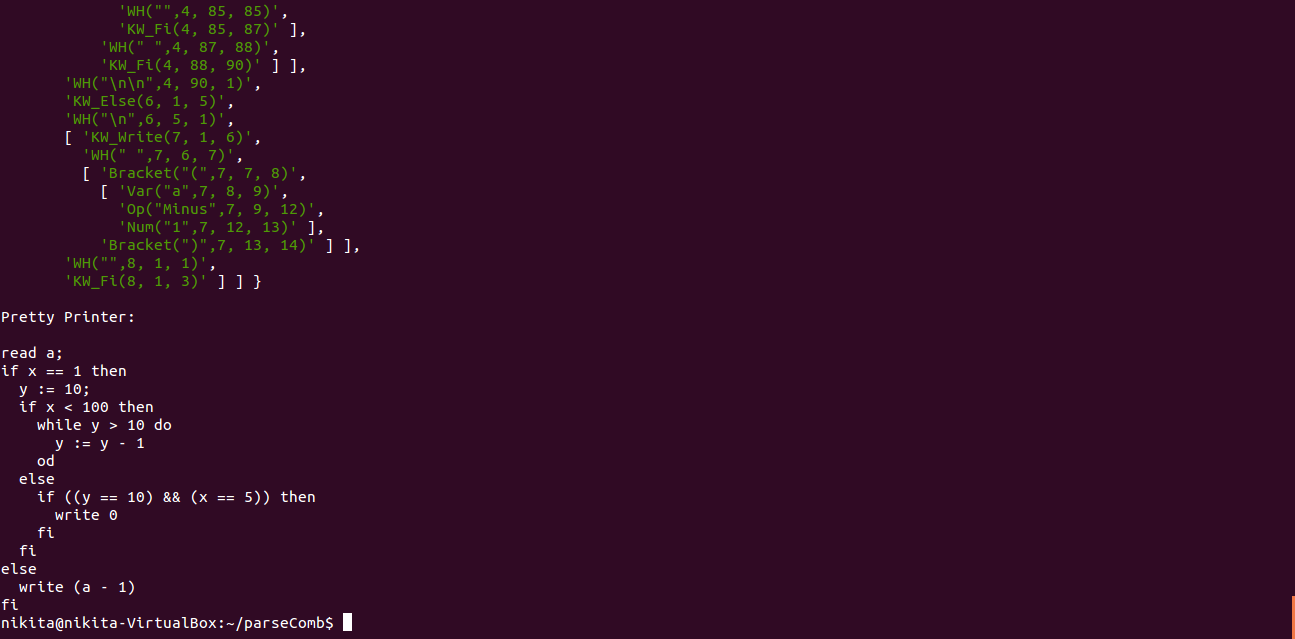 'WH("",4, 85, 85)',
'KW_Fi(4, 85, 87)' ],
'WH(" ",4, 87, 88)',
'KW_Fi(4, 88, 90)' ] ],
'WH("\n\n",4, 90, 1)',
'KW_Else(6, 1, 5)',
'WH("\n",6, 5, 1)',
[ 'KW_Write(7, 1, 6)',
'WH(" ",7, 6, 7)',
[ 'Bracket("(",7, 7, 8)',
[ 'Var("a",7, 8, 9)',
'Op("Minus",7, 9, 12)',
'Num("1",7, 12, 13)' ],
'Bracket(")",7, 13, 14)' ] ],
'WH("",8, 1, 1)',
'KW_Fi(8, 1, 3)' ] ] }
Pretty Printer:
read a;
if x == 1 then
  y := 10;
  if x < 100 then
    while y > 10 do
      y := y - 1
    od
  else
    if ((y == 10) && (x == 5)) then
      write 0
    fi
  fi
else
  write (a - 1)
fi
nikita@nikita-VirtualBox:~/parseComb$